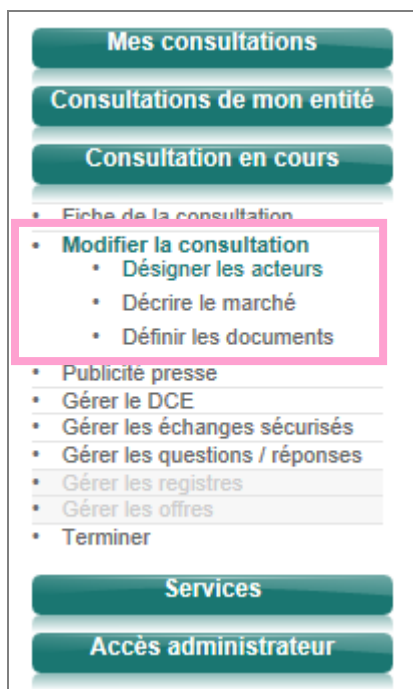 Mes consultations
Consultations de mon entité
Consultation en cours
• Fiche de la consultation
• Modifier la consultation
• Désigner les acteurs
• Décrire le marché
• Définir les documents
• Publicité presse
• Gérer le DCE
• Gérer les échanges sécurisés
• Gérer les questions / réponses
• Gérer les registres
• Gérer les offres
• Terminer
Services
Accès administrateur